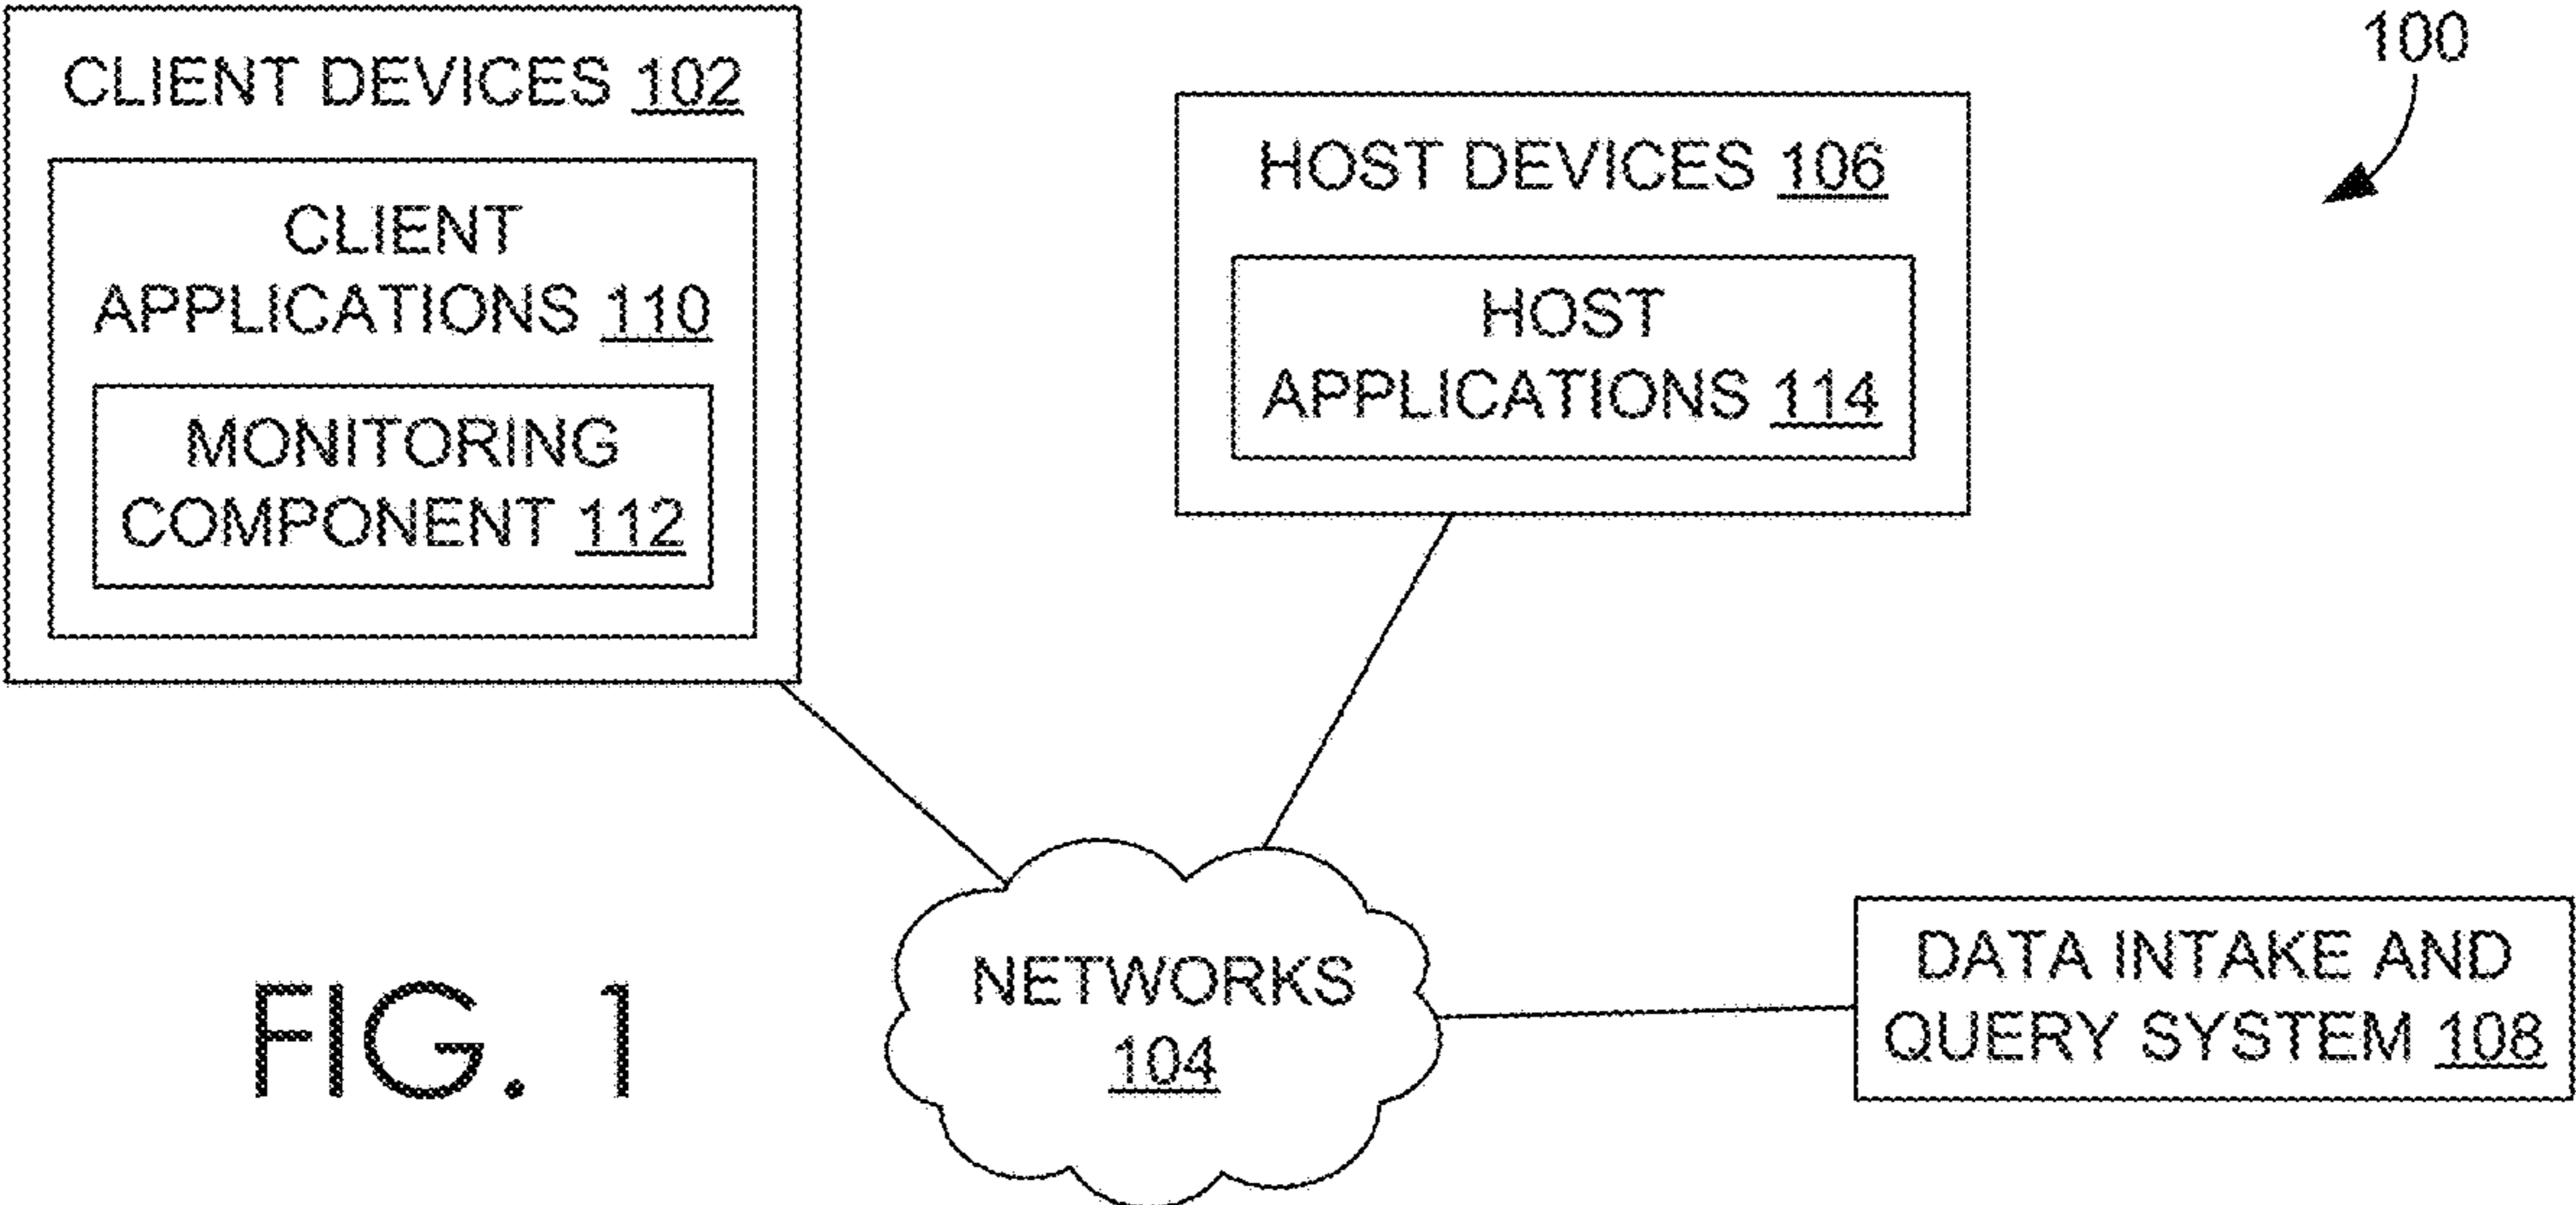 100
CLIENT DEVICES 102
CLIENT
APPLICATIONS 110
MONITORING
COMPONENT 112
HOST DEVICES 106
HOST
APPLICATIONS 114
NETWORKS
104
DATA INTAKE AND
QUERY SYSTEM 108
FIG. 1